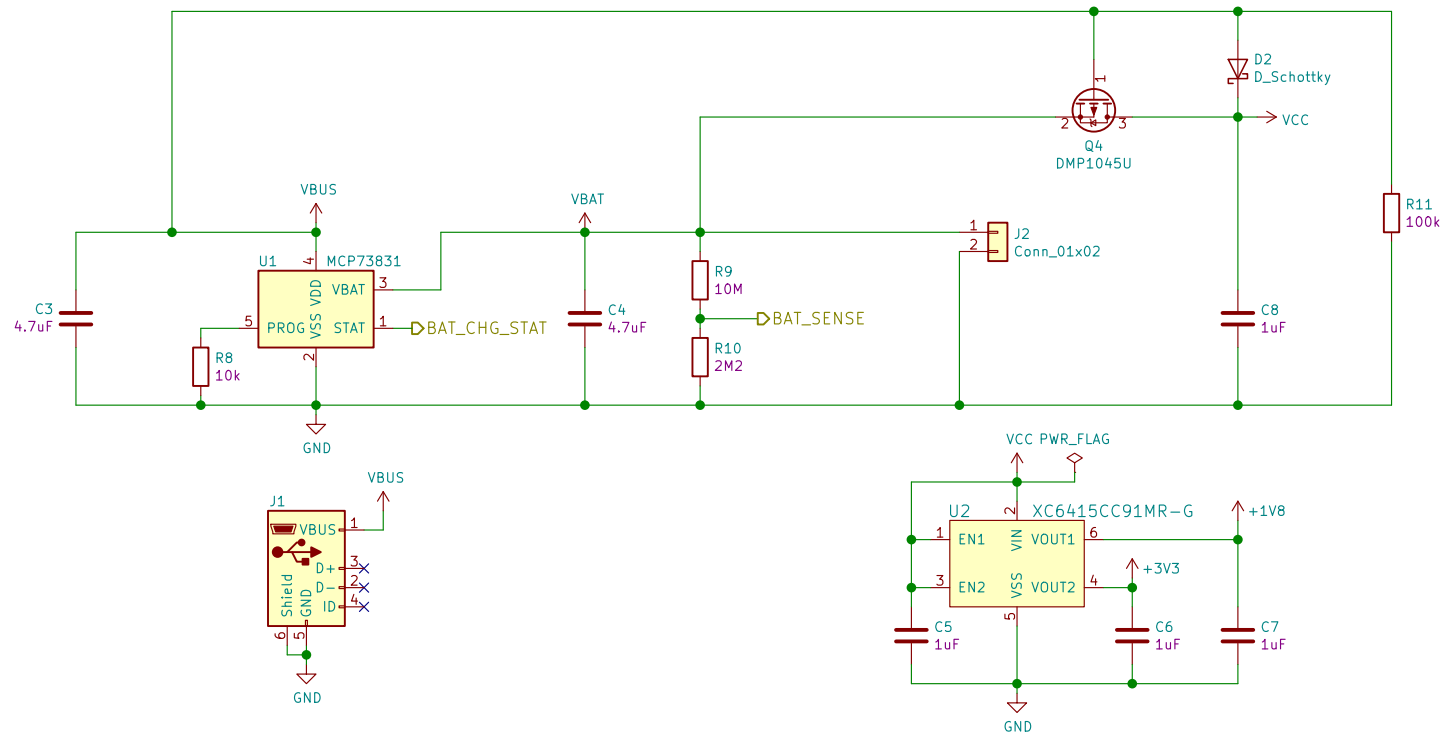 1
D2
D_Schottky
2
3
VCC
Q4
DMP1045U
VBUS
VBAT
R11
100k
1
2
J2
Conn_01x02
U1
4
MCP73831
VDD
VBAT
3
R9
10M
C3
4.7uF
5
PROG
VSS
STAT
1
BAT_CHG_STAT
C4
4.7uF
BAT_SENSE
C8
1uF
2
R8
10k
R10
2M2
GND
VCC
PWR_FLAG
VBUS
J1
VBUS
1
D+
3
D-
2
ID
4
Shield
GND
6
5
GND
U2
2
XC6415CC91MR-G
+1V8
1
EN1
VIN
VOUT1
6
+3V3
3
EN2
VSS
VOUT2
4
5
C5
1uF
C6
1uF
C7
1uF
GND